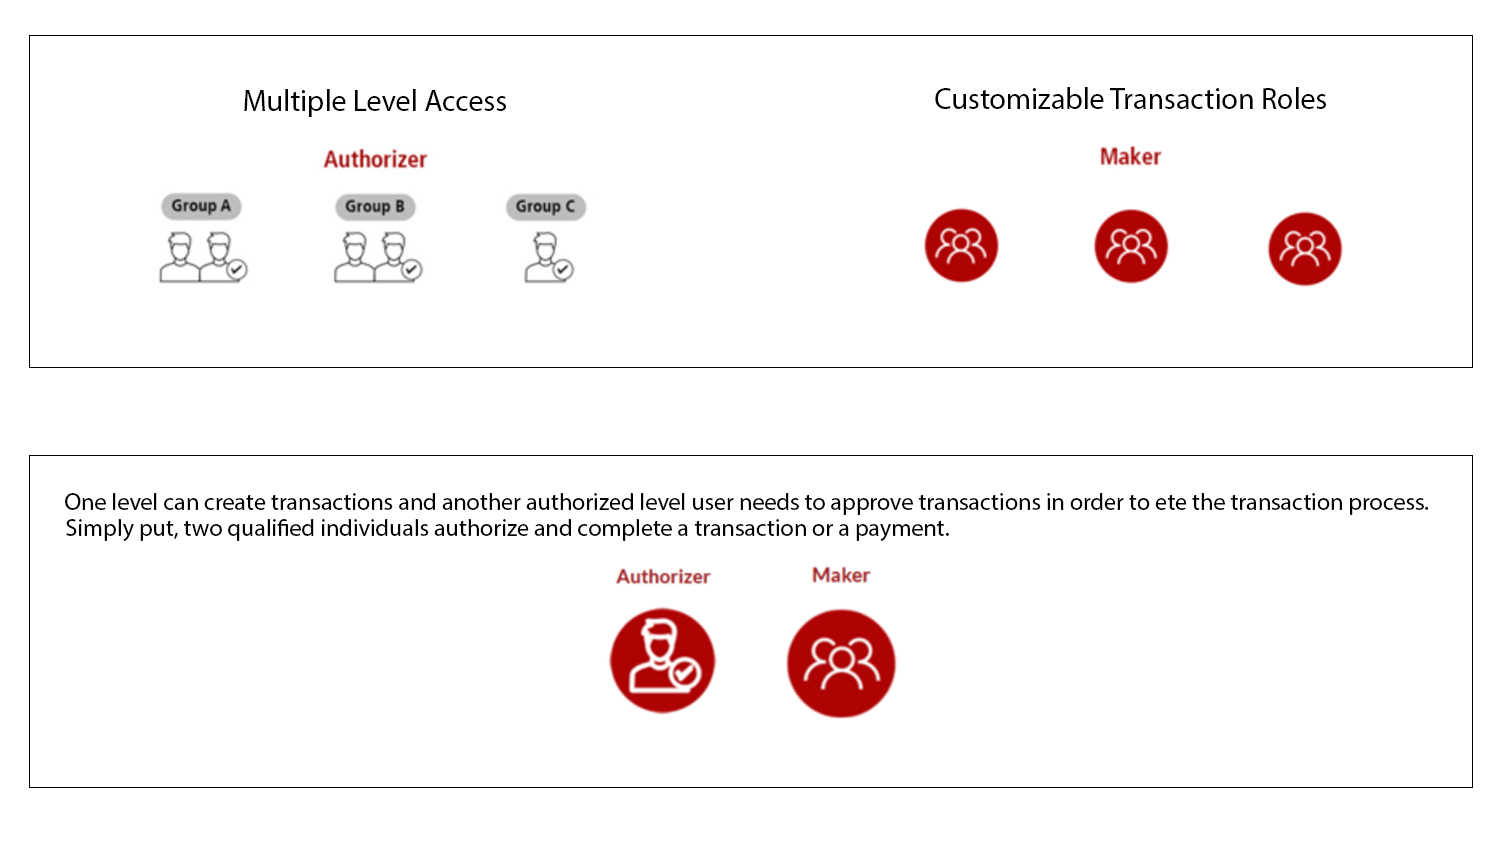 Multiple Level Access
Authorizer
Group A
Group B
Group C
Customizable Transaction Roles
Maker
One level can create transactions and another authorized level user needs to approve transactions in order to ete the transaction process.
Simply put, two qualified individuals authorize and complete a transaction or a payment.
Authorizer
Maker